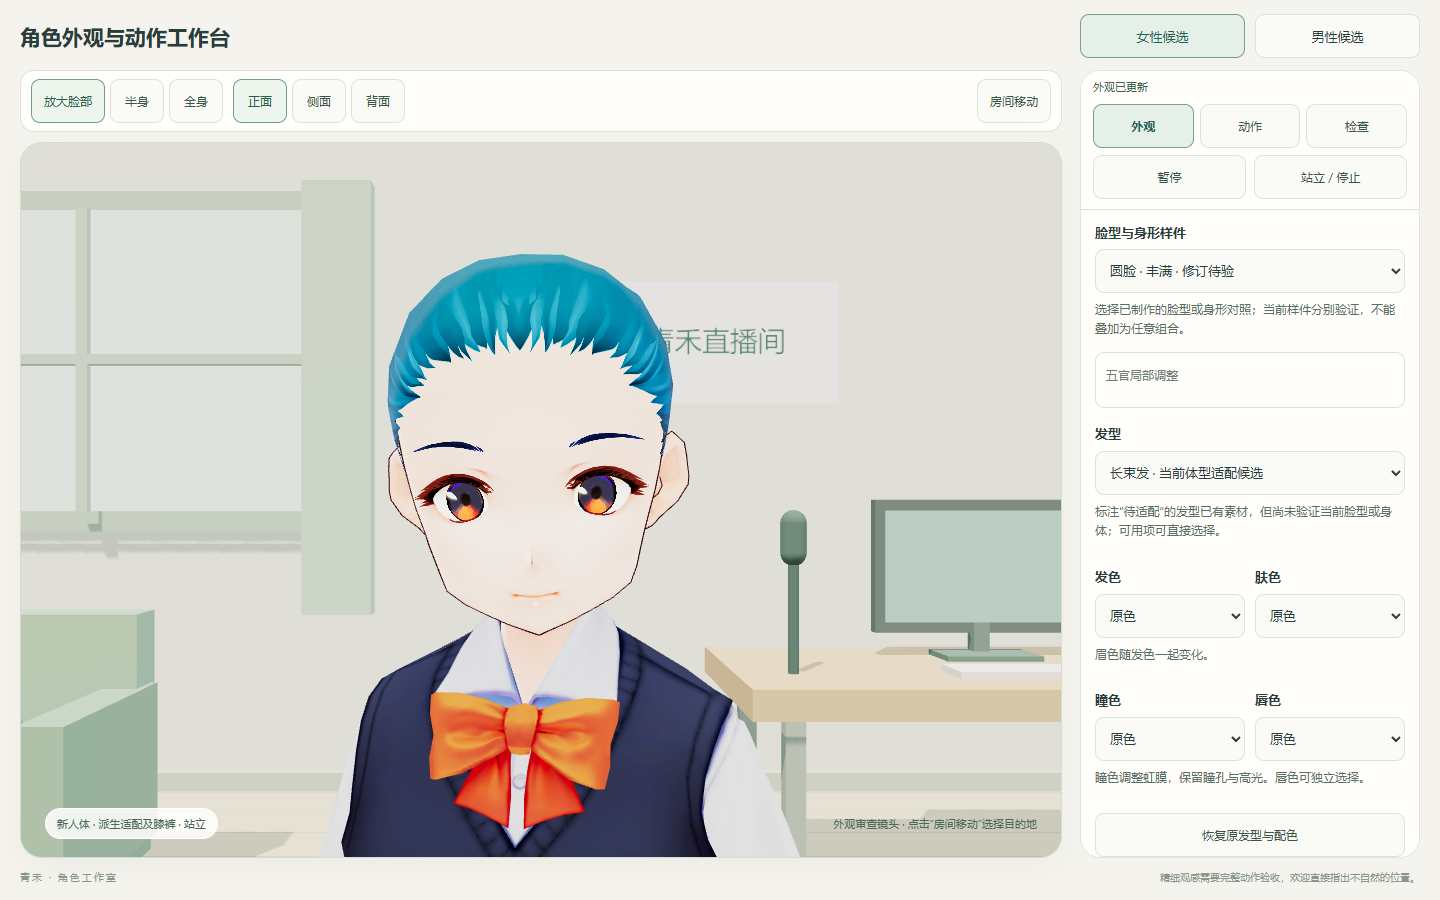 角色外观与动作工作台
女性候选
男性候选
放大脸部
半身
全身
正面
侧面
背面
房间移动
外观已更新
外观
动作
检查
暂停
站立 / 停止
脸型与身形样件
圆脸 · 丰满 · 修订待验
选择已制作的脸型或身形对照；当前样件分别验证，不能
叠加为任意组合。
五官局部调整
发型
长束发 · 当前体型适配候选
标注“待适配”的发型已有素材，但尚未验证当前脸型或身
体；可用项可直接选择。
发色
肤色
原色
原色
眉色随发色一起变化。
瞳色
唇色
原色
原色
瞳色调整虹膜，保留瞳孔与高光。唇色可独立选择。
恢复原发型与配色
青禾直播间
新人体 · 派生适配及膝裤 · 站立
外观审查镜头 · 点击“房间移动”选择目的地
青禾 · 角色工作室
精细观感需要完整动作验收，欢迎直接指出不自然的位置。